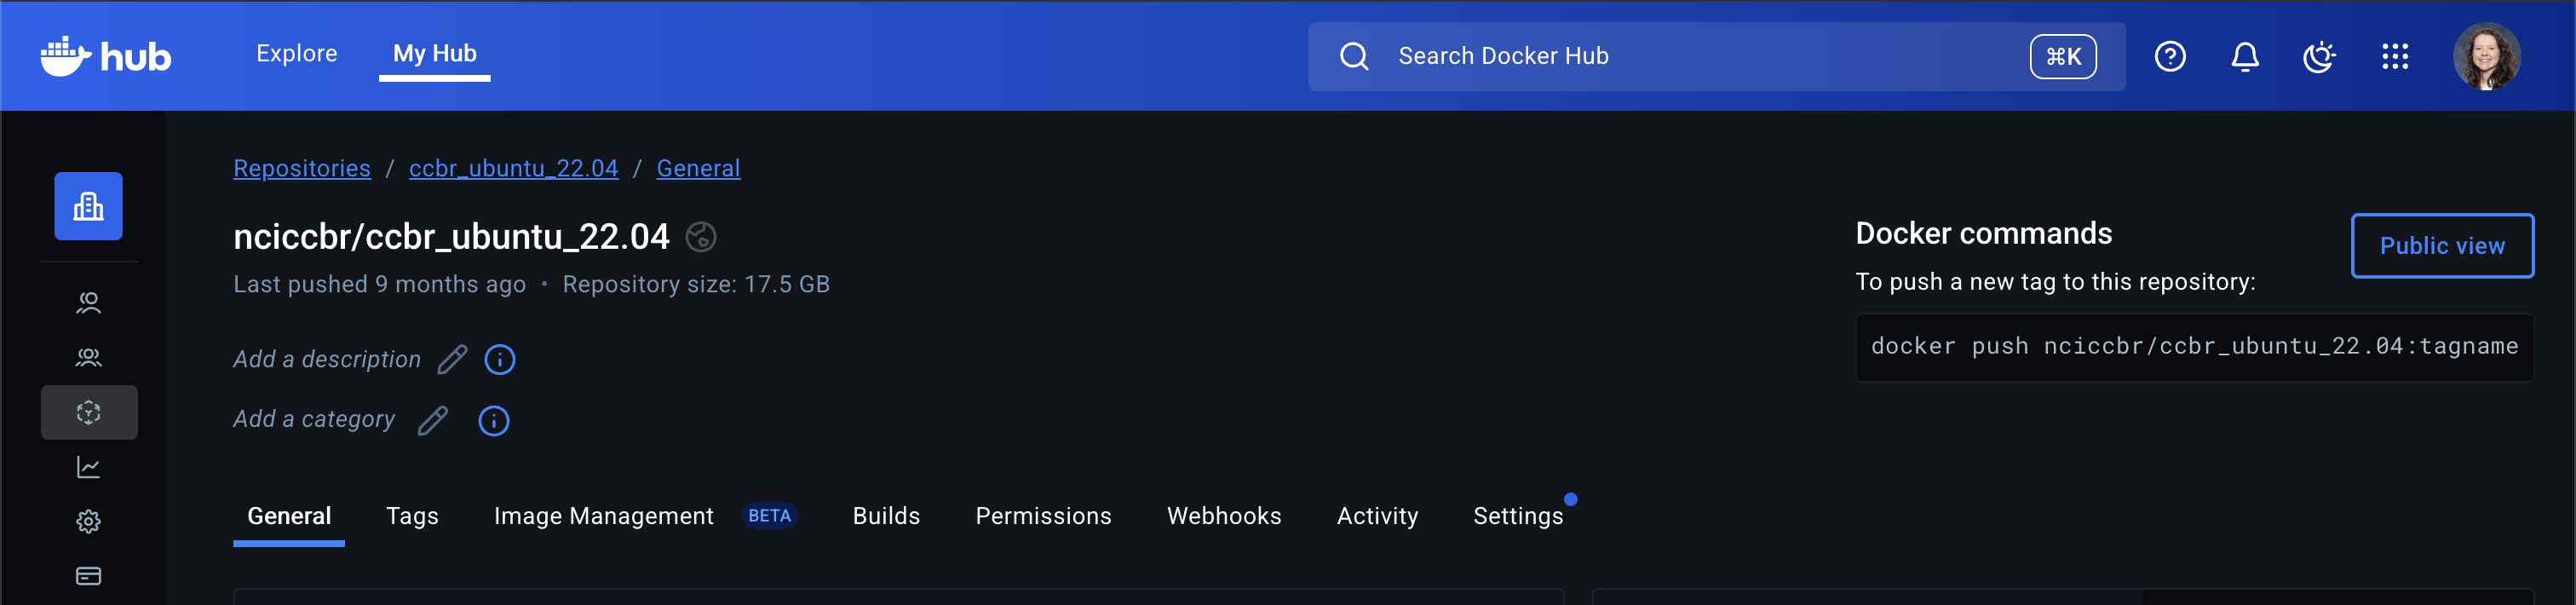 hub
Explore
My Hub
Search Docker Hub
⌘K
Repositories / ccbr_ubuntu_22.04 / General
nciccbr/ccbr_ubuntu_22.04
Last pushed 9 months ago • Repository size: 17.5 GB
Add a description
Add a category
Docker commands
Public view
To push a new tag to this repository:
docker push nciccbr/ccbr_ubuntu_22.04:tagname
General
Tags
Image Management BETA
Builds
Permissions
Webhooks
Activity
Settings